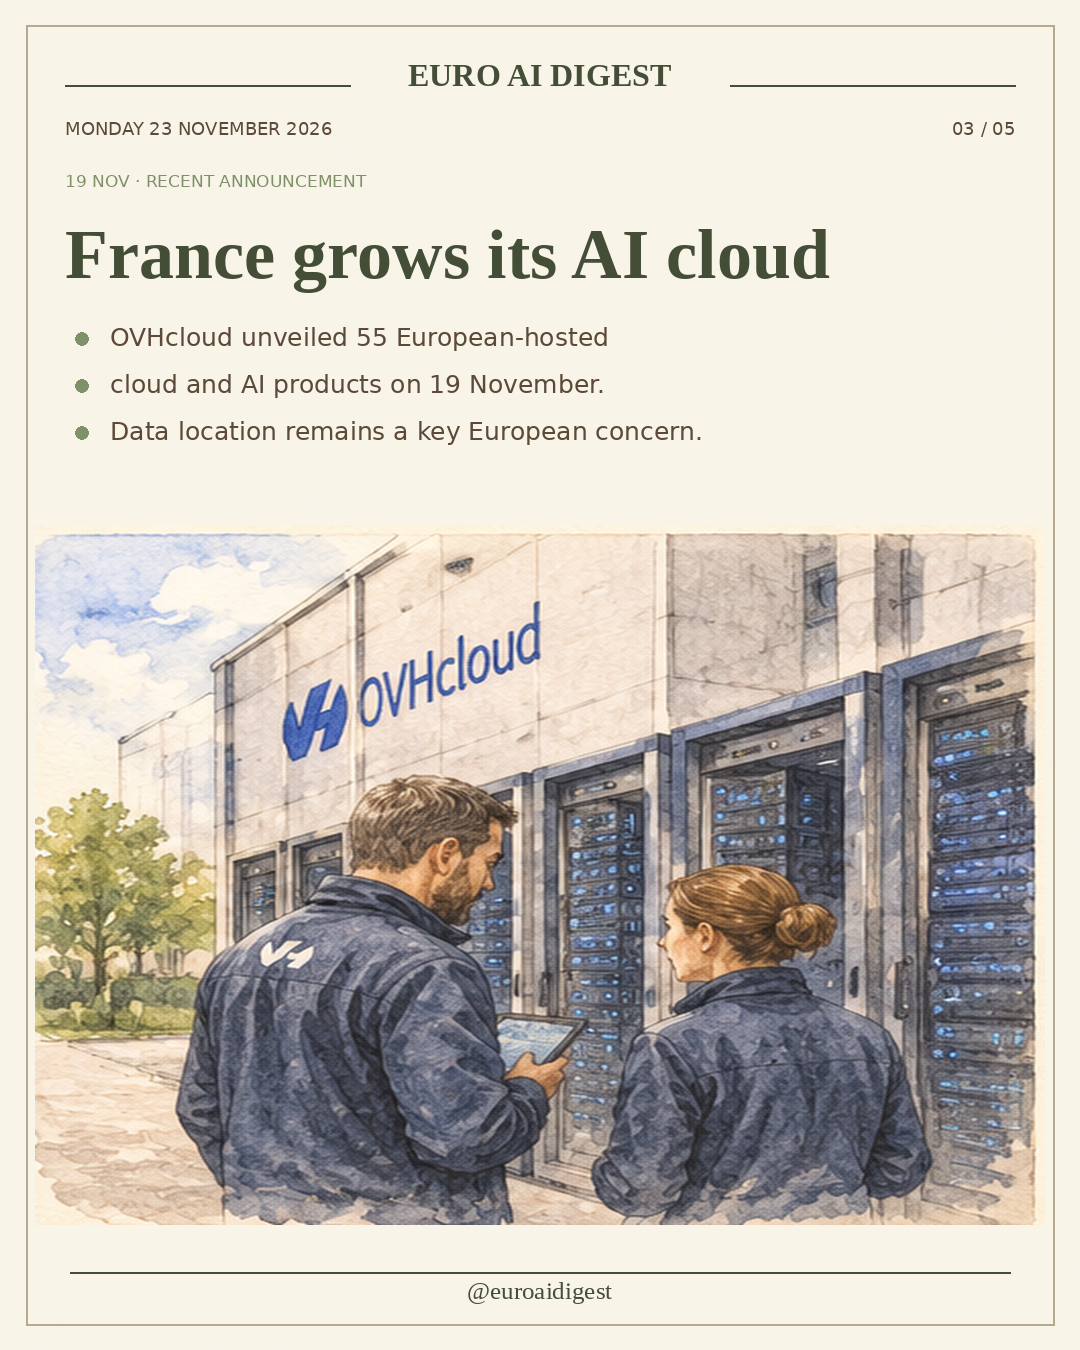 EURO AI DIGEST
MONDAY 23 NOVEMBER 2026
03 / 05
19 NOV · RECENT ANNOUNCEMENT
France grows its AI cloud
OVHcloud unveiled 55 European-hosted
cloud and AI products on 19 November.
Data location remains a key European concern.
OVHcloud
@euroaidigest